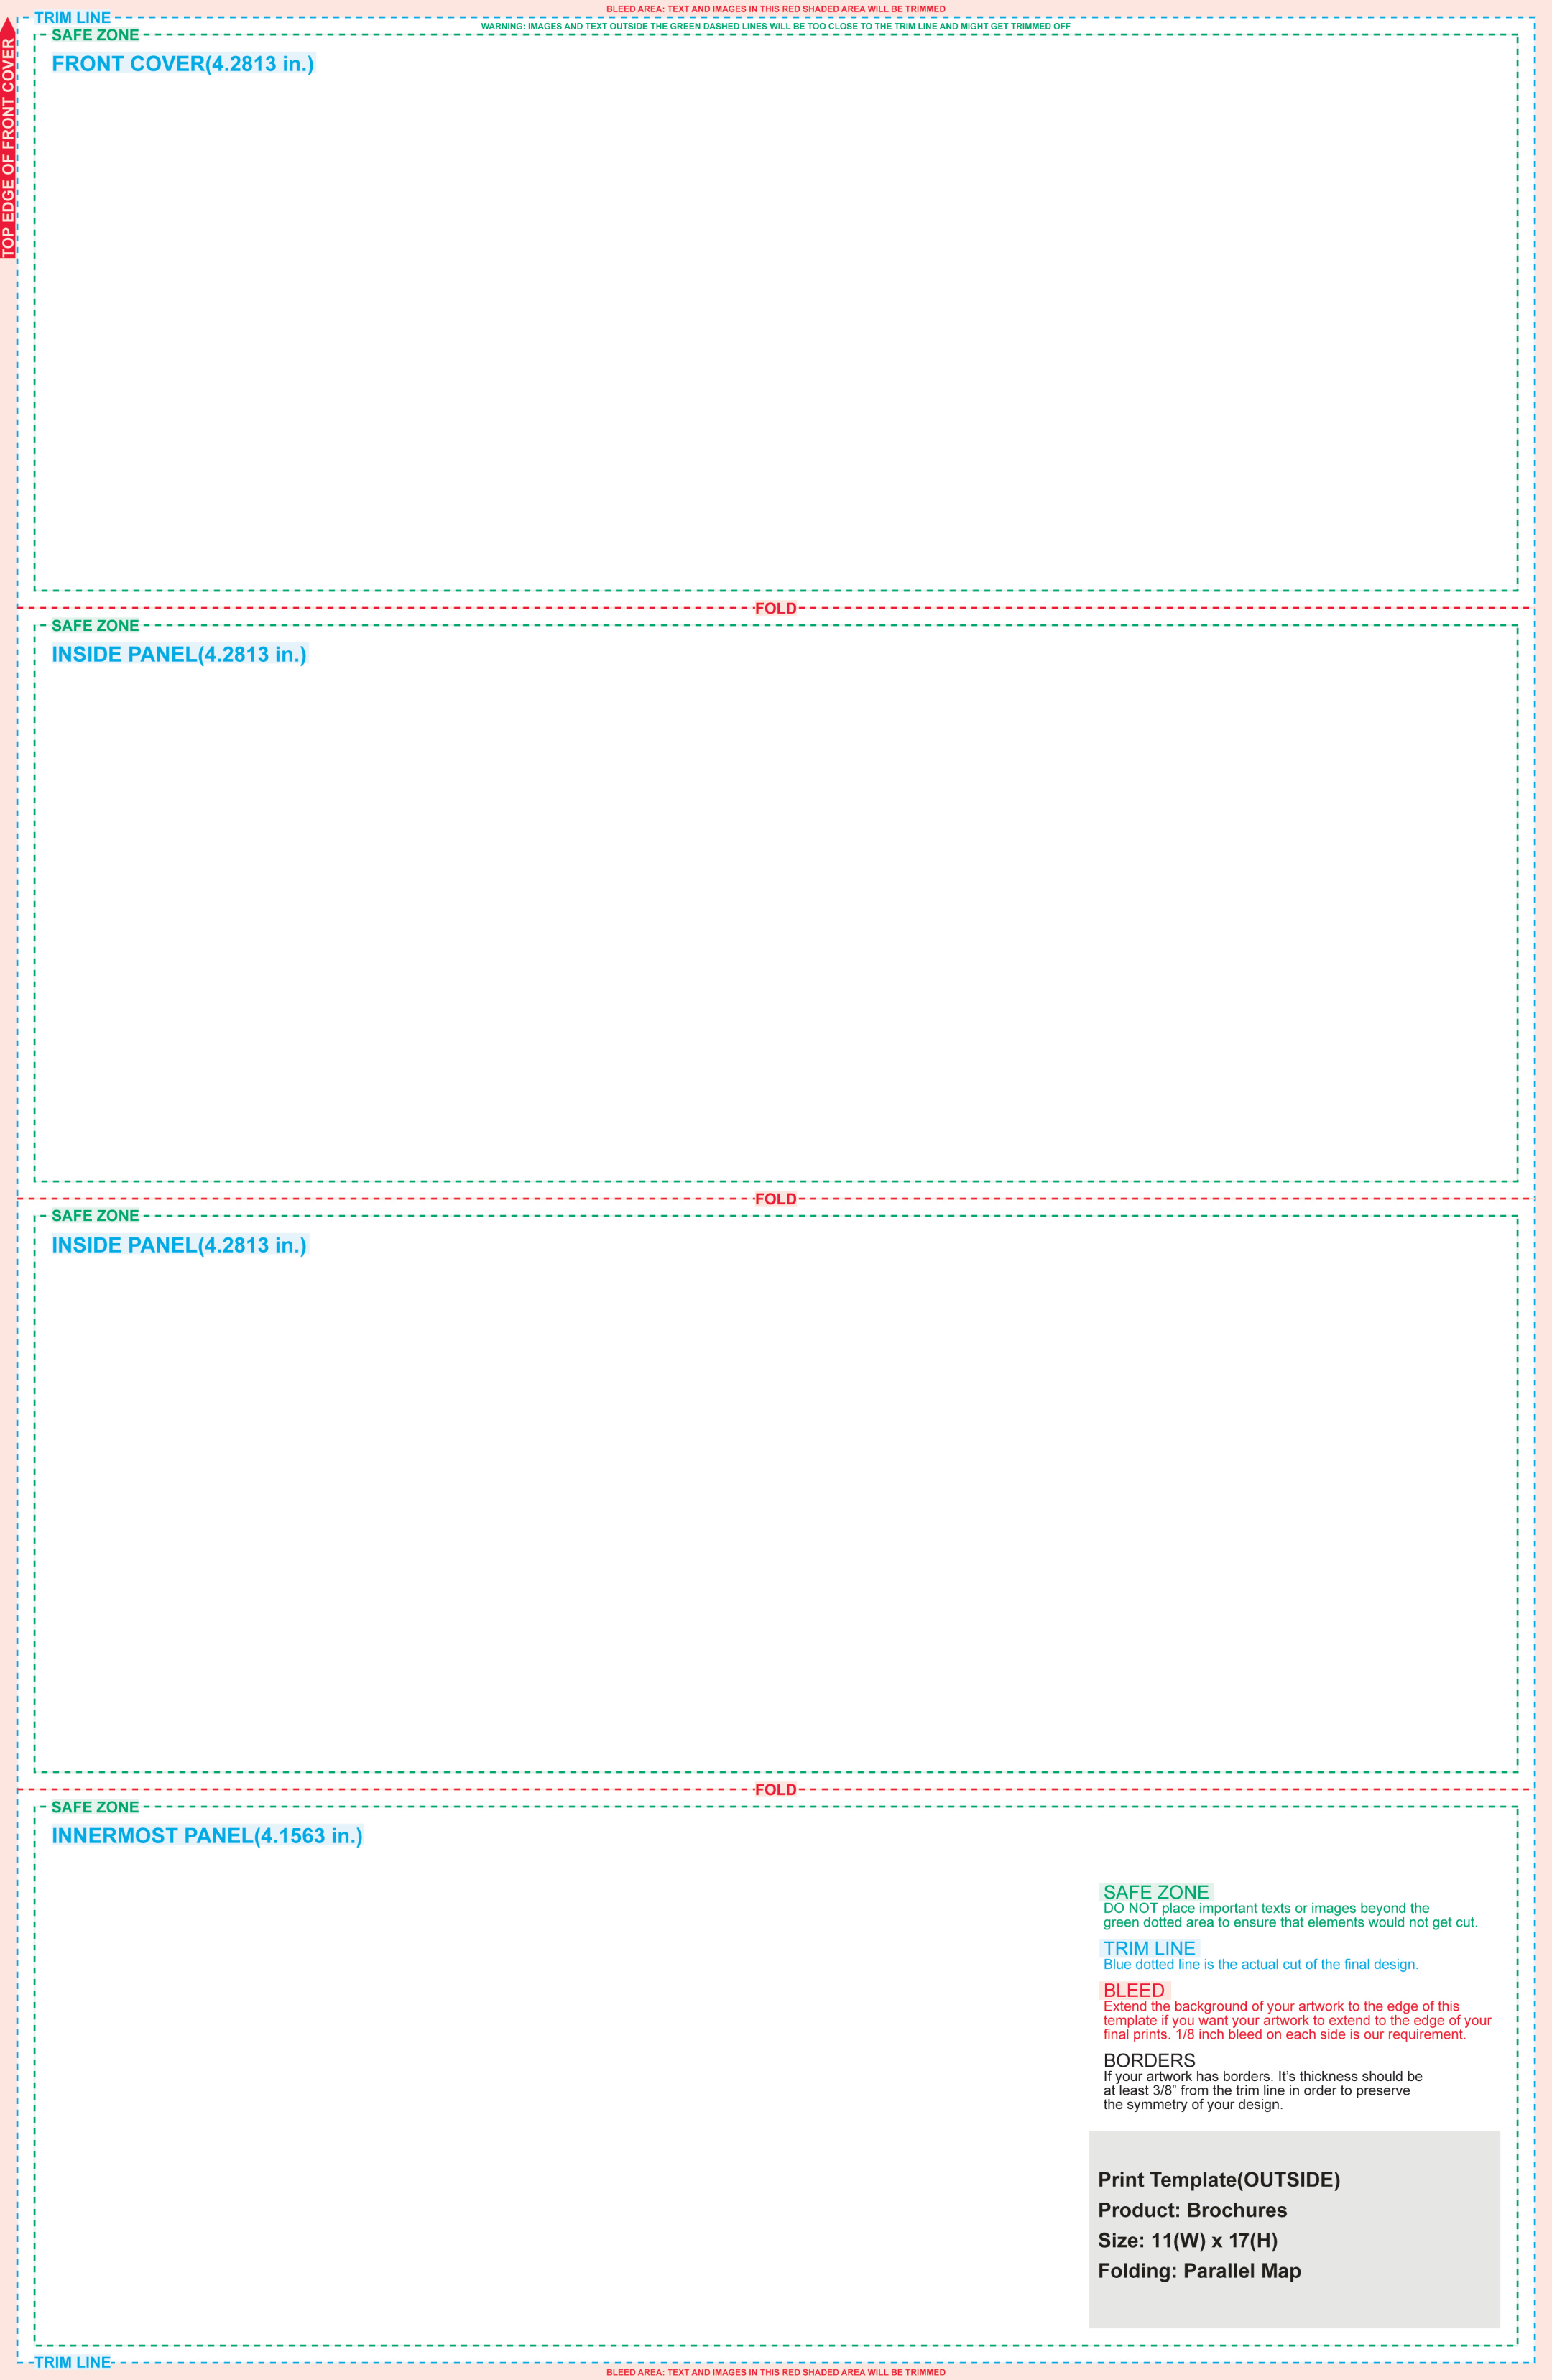 BLEED AREA: TEXT AND IMAGES IN THIS RED SHADED AREA WILL BE TRIMMED
TRIM LINE
WARNING: IMAGES AND TEXT OUTSIDE THE GREEN DASHED LINES WILL BE TOO CLOSE TO THE TRIM LINE AND MIGHT GET TRIMMED OFF
SAFE ZONE
TOP EDGE OF FRONT COVER
FRONT COVER(4.2813 in.)
FOLD
SAFE ZONE
INSIDE PANEL(4.2813 in.)
FOLD
SAFE ZONE
INSIDE PANEL(4.2813 in.)
FOLD
SAFE ZONE
INNERMOST PANEL(4.1563 in.)
SAFE ZONE
DO NOT place important texts or images beyond the
green dotted area to ensure that elements would not get cut.
TRIM LINE
Blue dotted line is the actual cut of the final design.
BLEED
Extend the background of your artwork to the edge of this
template if you want your artwork to extend to the edge of your
final prints. 1/8 inch bleed on each side is our requirement.
BORDERS
If your artwork has borders. It’s thickness should be
at least 3/8” from the trim line in order to preserve
the symmetry of your design.
Print Template(OUTSIDE)
Product: Brochures
Size: 11(W) x 17(H)
Folding: Parallel Map
TRIM LINE
BLEED AREA: TEXT AND IMAGES IN THIS RED SHADED AREA WILL BE TRIMMED